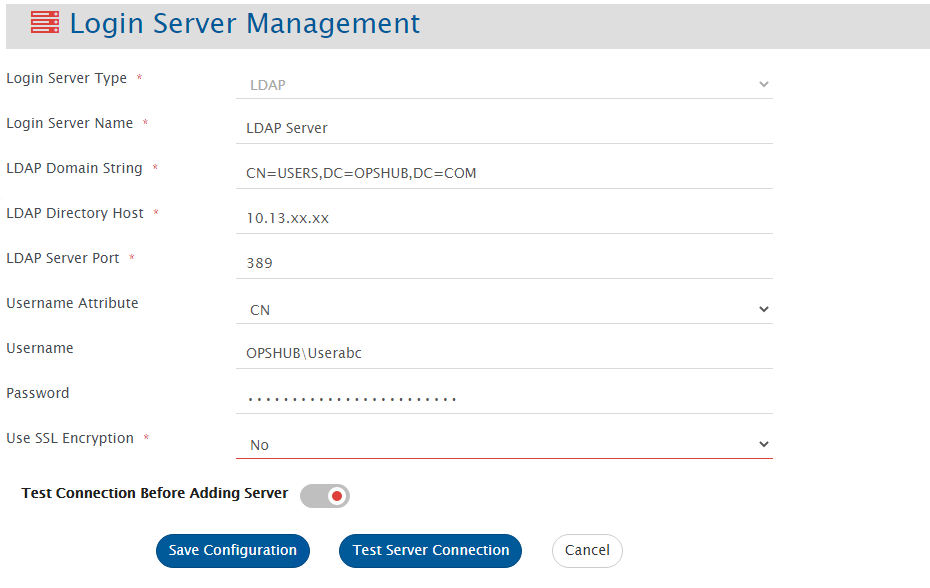 Login Server Management
Login Server Type *
LDAP
Login Server Name *
LDAP Server
LDAP Domain String *
CN=USERS,DC=OPSHUB,DC=COM
LDAP Directory Host *
10.13.xx.xx
LDAP Server Port *
389
Username Attribute
CN
Username
OPSHUB\Userabc
Password
........................
Use SSL Encryption *
No
Test Connection Before Adding Server
Save Configuration
Test Server Connection
Cancel